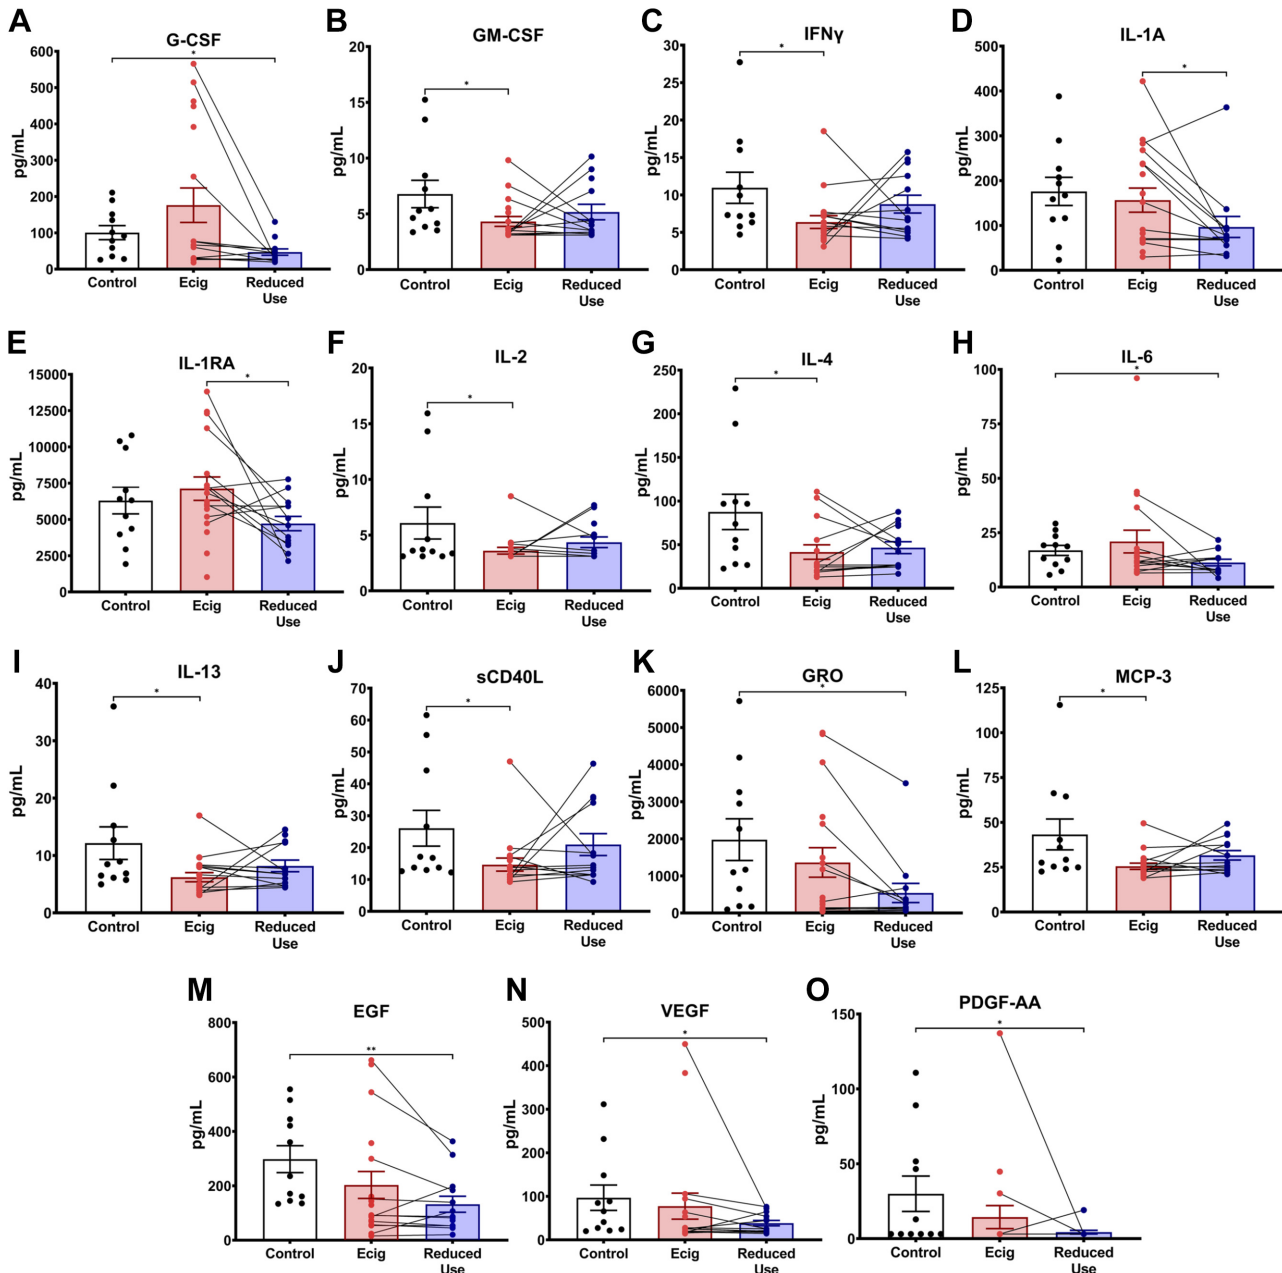 A
G-CSF
pg/mL
600
500
400
300
200
100
0
*
Control
Ecig
Reduced
Use
B
GM-CSF
pg/mL
20
15
10
5
0
*
Control
Ecig
Reduced
Use
C
IFNγ
pg/mL
30
25
20
15
10
5
0
*
Control
Ecig
Reduced
Use
D
IL-1A
pg/mL
500
400
300
200
100
0
*
Control
Ecig
Reduced
Use
E
IL-1RA
pg/mL
15000
12500
10000
7500
5000
2500
0
*
Control
Ecig
Reduced
Use
F
IL-2
pg/mL
20
15
10
5
0
*
Control
Ecig
Reduced
Use
G
IL-4
pg/mL
250
200
150
100
50
0
*
Control
Ecig
Reduced
Use
H
IL-6
pg/mL
100
75
50
25
0
*
Control
Ecig
Reduced
Use
I
IL-13
pg/mL
40
30
20
10
0
*
Control
Ecig
Reduced
Use
J
sCD40L
pg/mL
70
60
50
40
30
20
10
0
*
Control
Ecig
Reduced
Use
K
GRO
pg/mL
6000
5000
4000
3000
2000
1000
0
*
Control
Ecig
Reduced
Use
L
MCP-3
pg/mL
125
100
75
50
25
0
*
Control
Ecig
Reduced
Use
M
EGF
pg/mL
800
600
400
200
0
**
Control
Ecig
Reduced
Use
N
VEGF
pg/mL
500
400
300
200
100
0
*
Control
Ecig
Reduced
Use
O
PDGF-AA
pg/mL
150
100
50
0
*
Control
Ecig
Reduced
Use